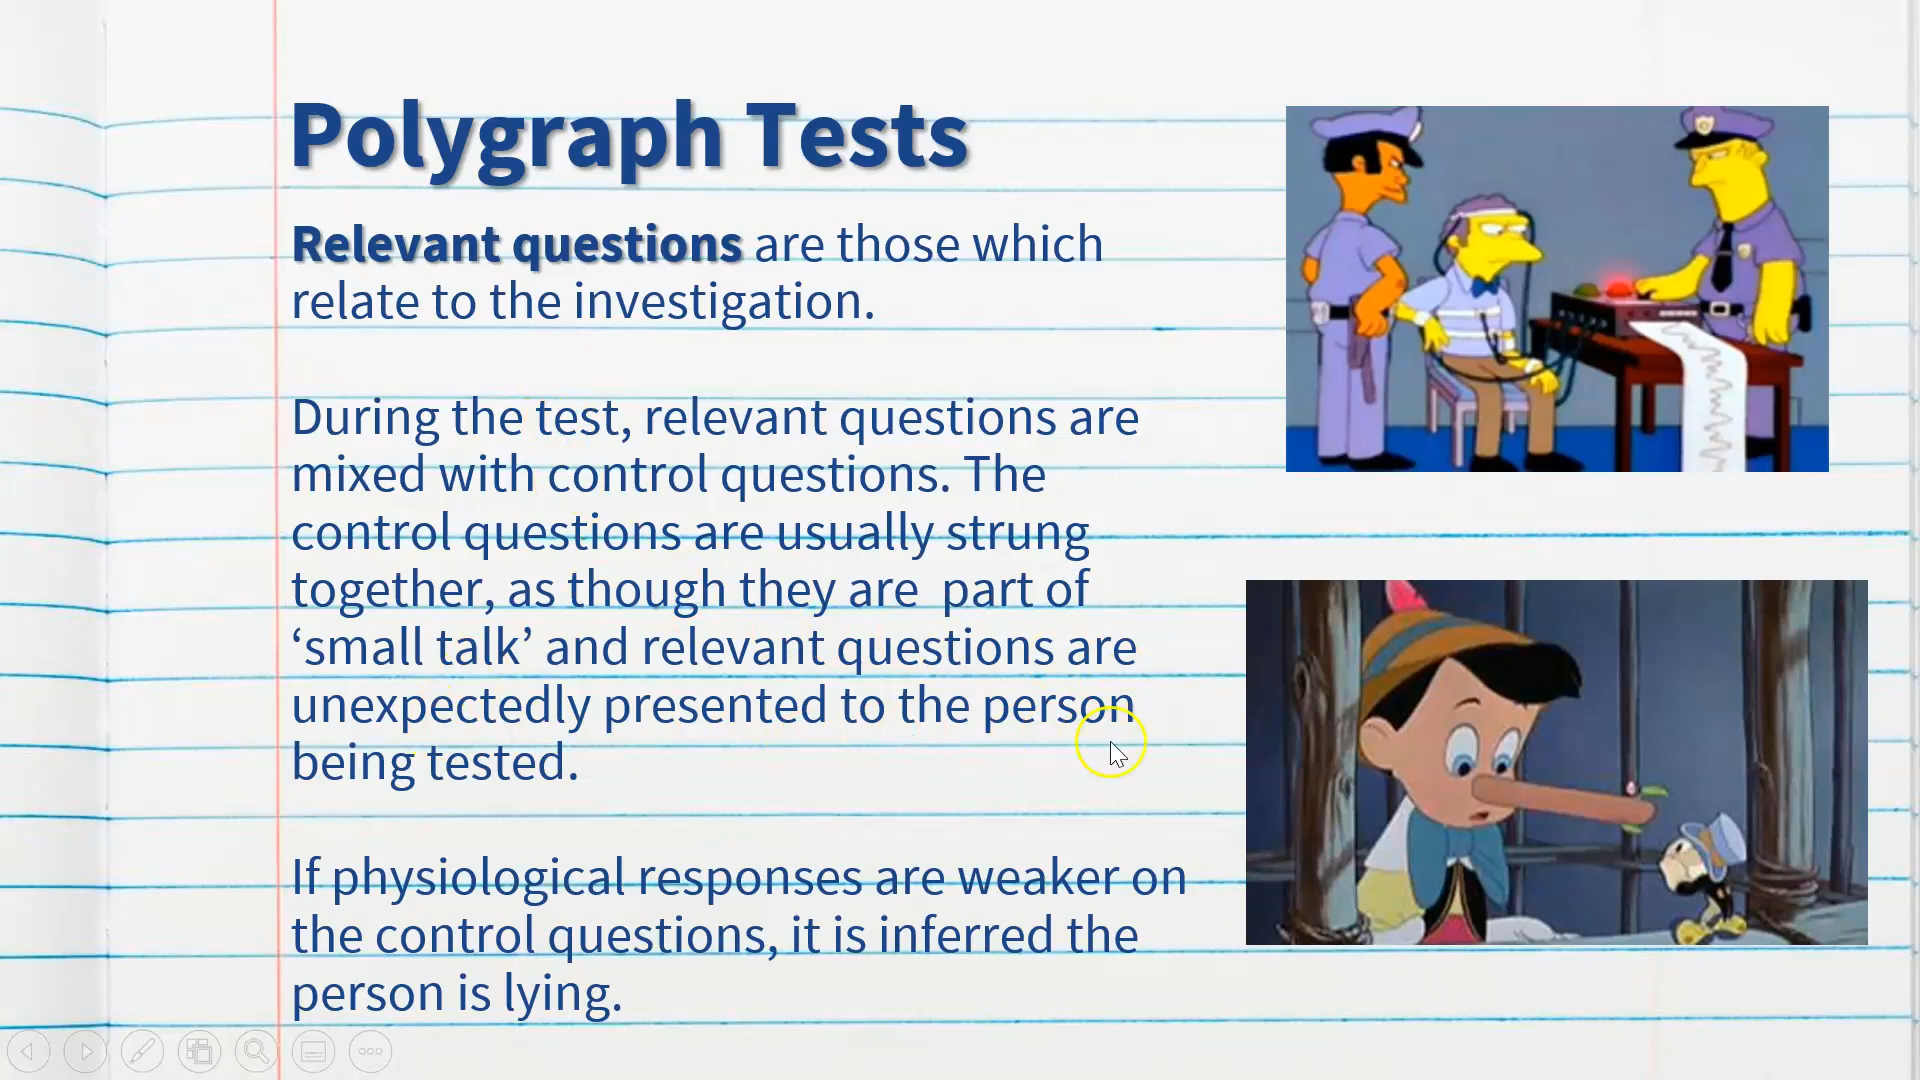 Polygraph Tests
Relevant questions are those which
relate to the investigation.
During the test, relevant questions are
mixed with control questions. The
control questions are usually strung
together, as though they are  part of
‘small talk’ and relevant questions are
unexpectedly presented to the person
being tested.
If physiological responses are weaker on
the control questions, it is inferred the
person is lying.